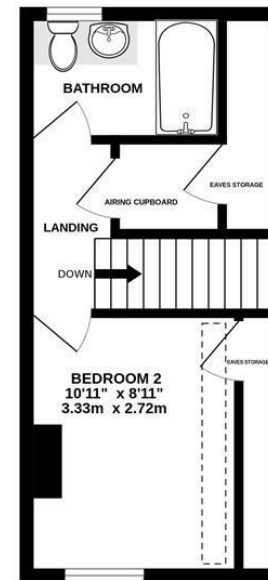 BATHROOM
EAVES STORAGE
AIRING CUPBOARD
LANDING
DOWN
EAVES STORAGE
BEDROOM 2
10'11" x 8'11"
3.33m x 2.72m